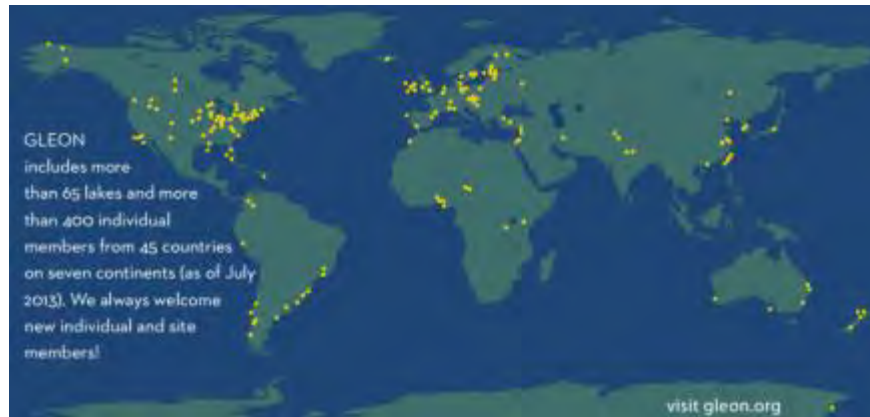 GLEON
includes more
than 65 lakes and more
than 400 individual
members from 45 countries
on seven continents (as of July
2013). We always welcome
new individual and site
members!
visit gleon.org